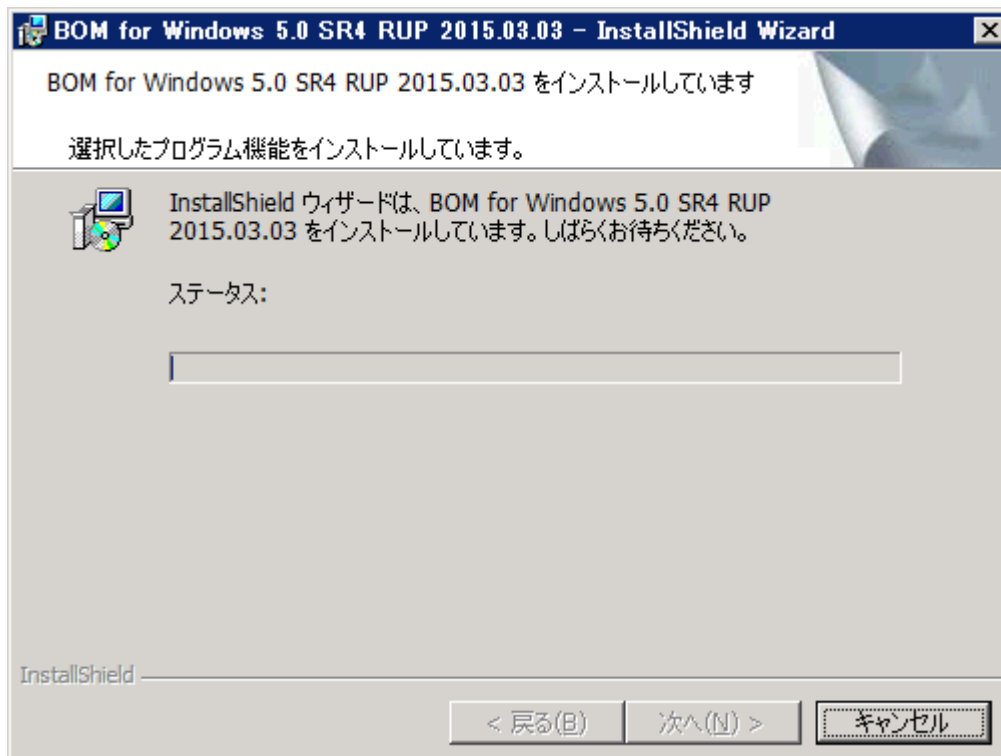 BOM for Windows 5.0 SR4 RUP 2015.03.03 - InstallShield Wizard
BOM for Windows 5.0 SR4 RUP 2015.03.03 をインストールしています
選択したプログラム機能をインストールしています。
InstallShield ウィザードは、BOM for Windows 5.0 SR4 RUP
2015.03.03 をインストールしています。しばらくお待ちください。
ステータス:
InstallShield
< 戻る(B)
次へ(N) >
キャンセル